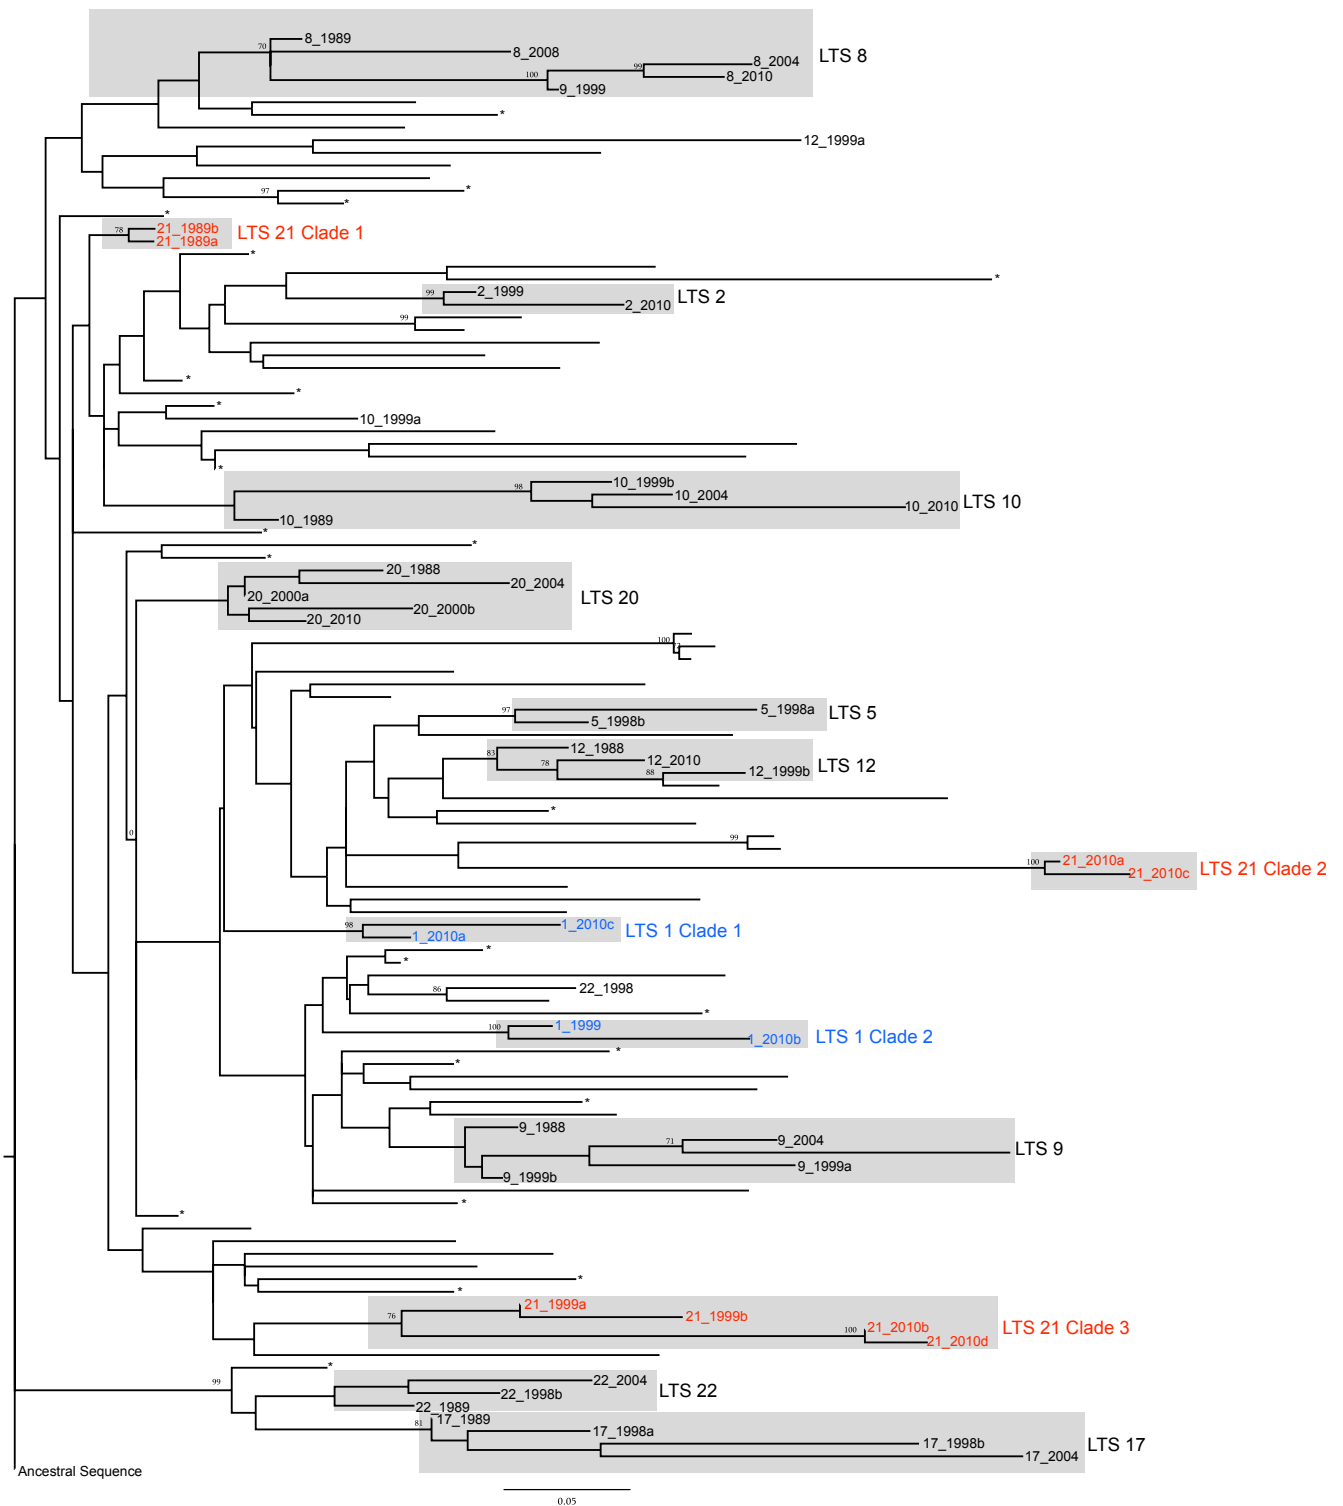 8_1989
70
8_2008
LTS 8
8_2004
99
100
8_2010
9_1999
*
12_1999a
97
*
*
*
78
21_1989b
LTS 21 Clade 1
21_1989a
*
*
99
2_1999
LTS 2
2_2010
99
*
*
*
10_1999a
*
98
10_1999b
10_2004
LTS 10
10_2010
10_1989
*
*
*
20_1988
20_2004
20_2000a
LTS 20
20_2000b
20_2010
100
97
5_1998a
LTS 5
5_1998b
83
12_1988
78
12_2010
LTS 12
88
12_1999b
*
0
99
100
21_2010a
LTS 21 Clade 2
21_2010c
98
1_2010c
LTS 1 Clade 1
1_2010a
*
*
86
22_1998
*
100
1_1999
LTS 1 Clade 2
1_2010b
*
*
*
9_1988
71
9_2004
LTS 9
9_1999a
9_1999b
*
*
*
*
21_1999a
76
21_1999b
LTS 21 Clade 3
100
21_2010b
21_2010d
*
99
22_2004
LTS 22
22_1998b
22_1989
17_1989
81
17_1998a
17_1998b
LTS 17
17_2004
Ancestral Sequence
0.05